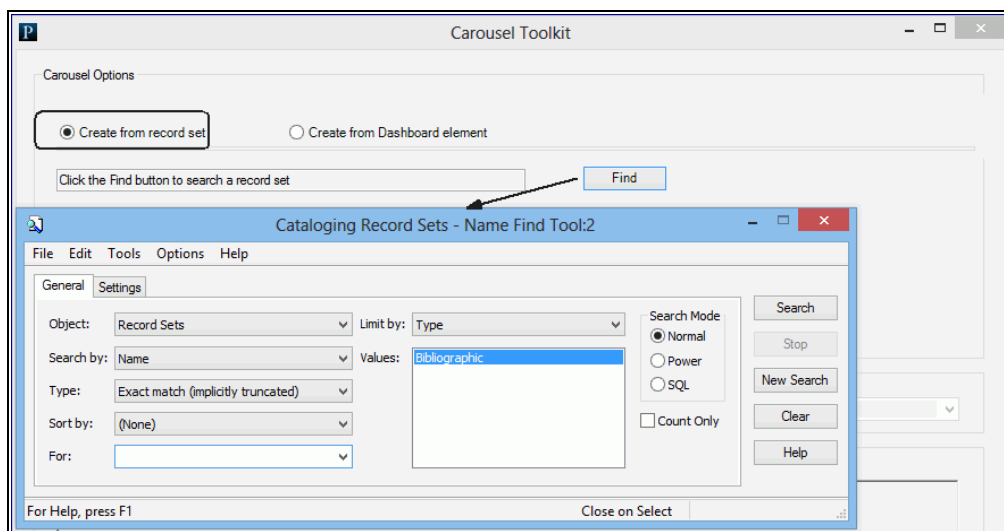 P
Carousel Toolkit
Carousel Options
Create from record set
Create from Dashboard element
Click the Find button to search a record set
Find
Cataloging Record Sets - Name Find Tool:2
File Edit Tools Options Help
General Settings
Object: Record Sets
Limit by: Type
Search by: Name
Values: Bibliographic
Type: Exact match (implicitly truncated)
Sort by: (None)
For:
Search Mode
Normal
Power
SQL
Count Only
Search
Stop
New Search
Clear
Help
For Help, press F1
Close on Select